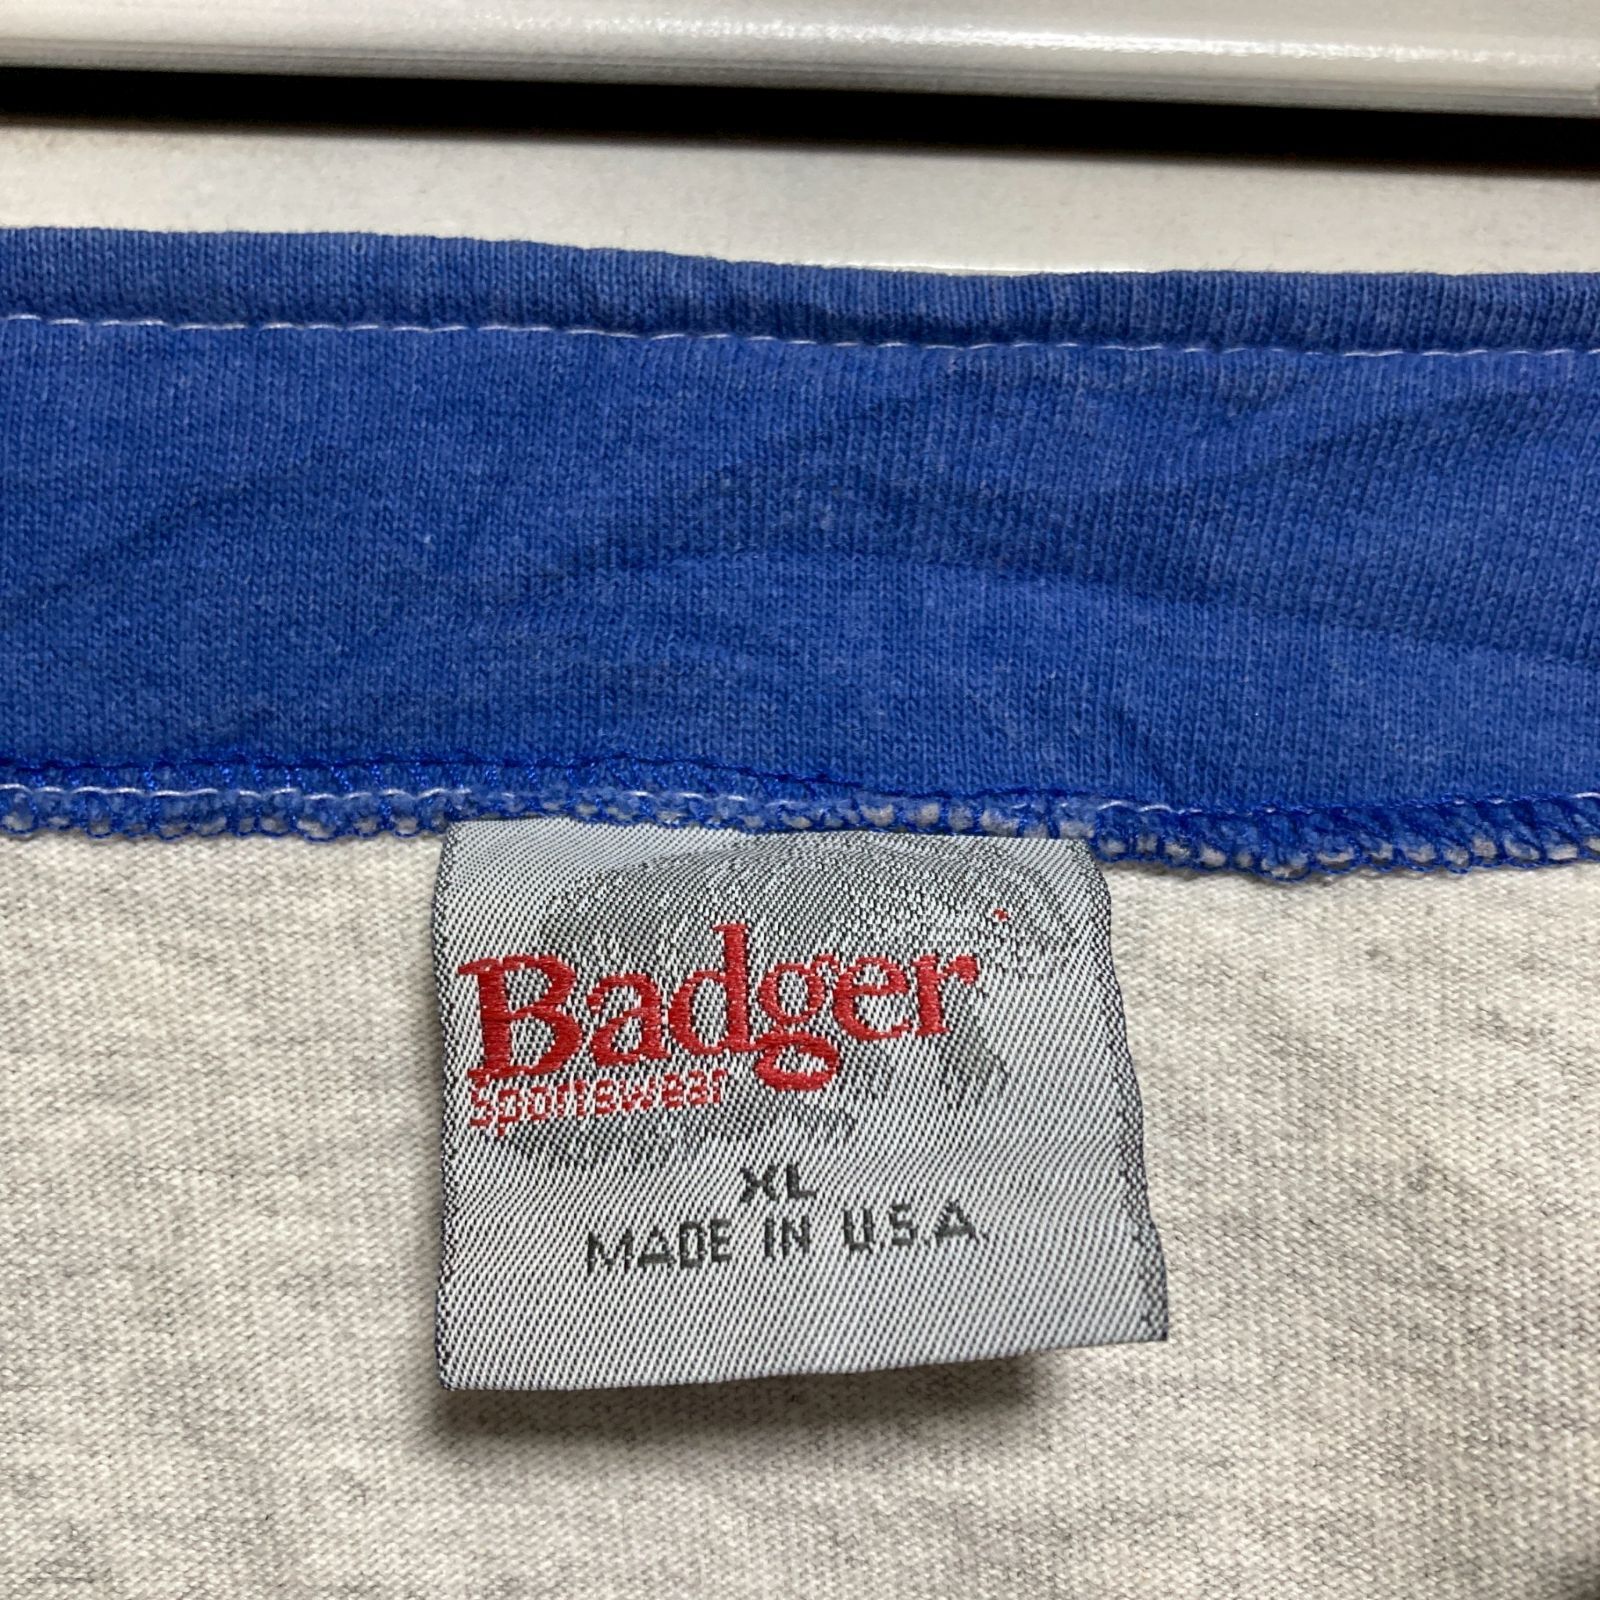 Badger
Sportswear
XL
MADE IN U.S.A.